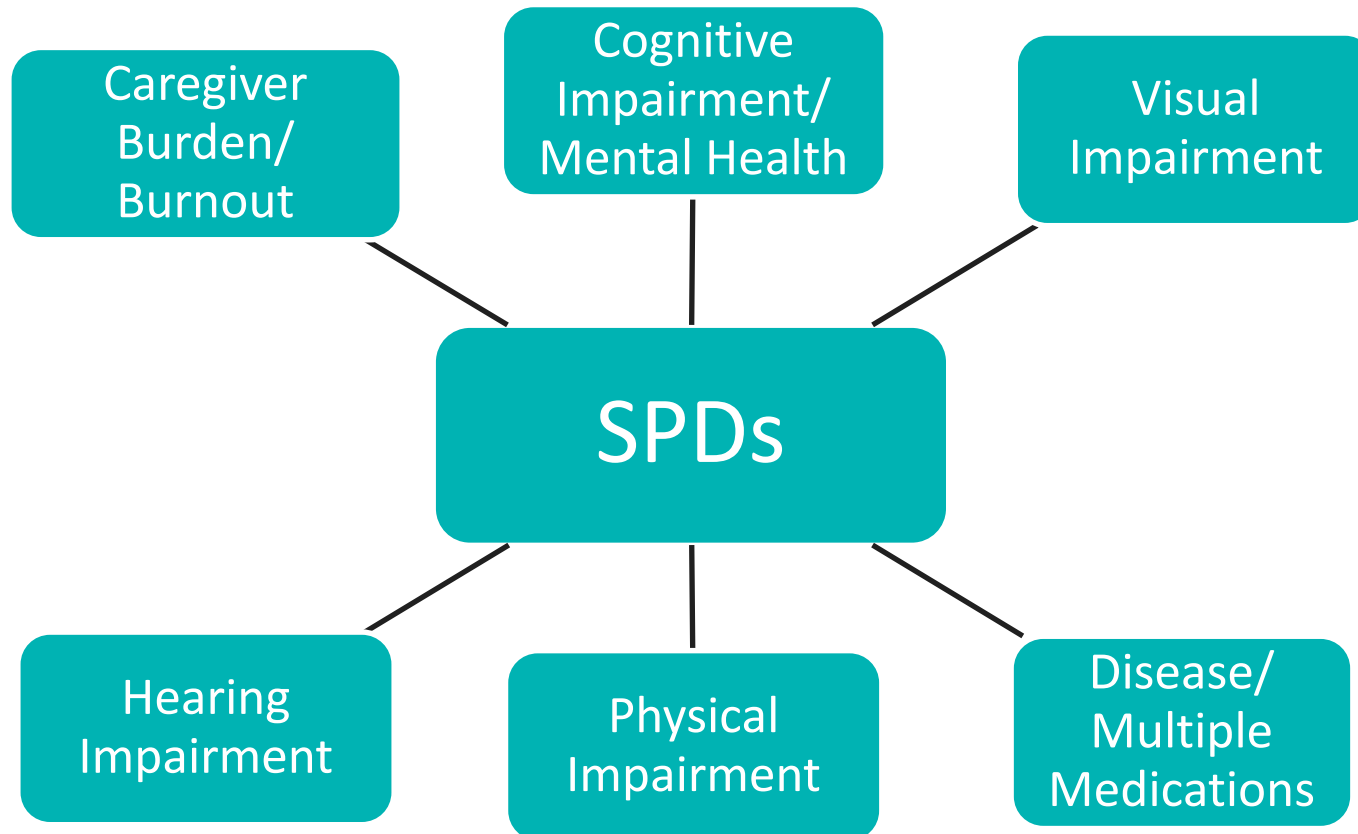 Caregiver
Burden/
Burnout
Cognitive
Impairment/
Mental Health
Visual
Impairment
SPDs
Hearing
Impairment
Physical
Impairment
Disease/
Multiple
Medications